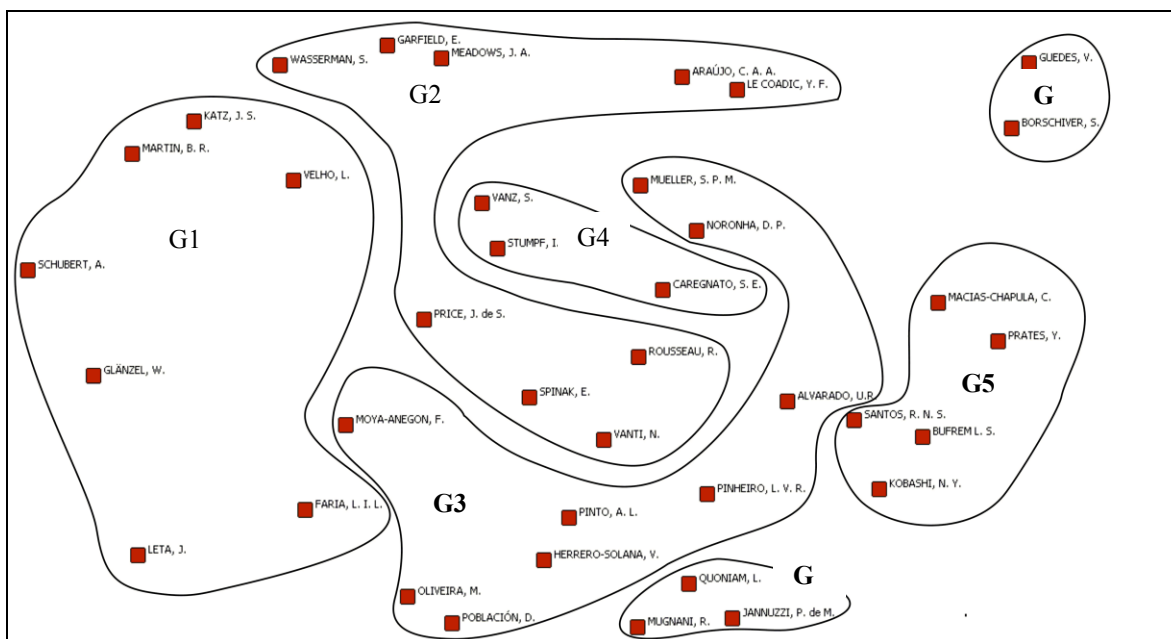 GARFIELD, E.
MEADOWS, J. A.
WASSERMAN, S.
G2
ARAÚJO, C. A. A.
LE COADIC, Y. F.
GUEDES, V.
G
BORSCHIVER, S.
KATZ, J. S.
MARTIN, B. R.
VELHO, L.
G1
SCHUBERT, A.
GLÄNZEL, W.
FARIA, L. I. L.
LETA, J.
VANZ, S.
STUMPF, I.
G4
CAREGNATO, S. E.
MUELLER, S. P. M.
NORONHA, D. P.
PRICE, J. de S.
ROUSSEAU, R.
SPINAK, E.
VANTI, N.
MACIAS-CHAPULA, C.
PRATES, Y.
G5
SANTOS, R. N. S.
BUFREM L. S.
KOBASHI, N. Y.
ALVARADO, U.R.
MOYA-ANEGON, F.
G3
PINHEIRO, L. V. R.
PINTO, A. L.
HERRERO-SOLANA, V.
OLIVEIRA, M.
POBLACIÓN, D.
G
QUONIAM, L.
JANNUZZI, P. de M.
MUGNANI, R.